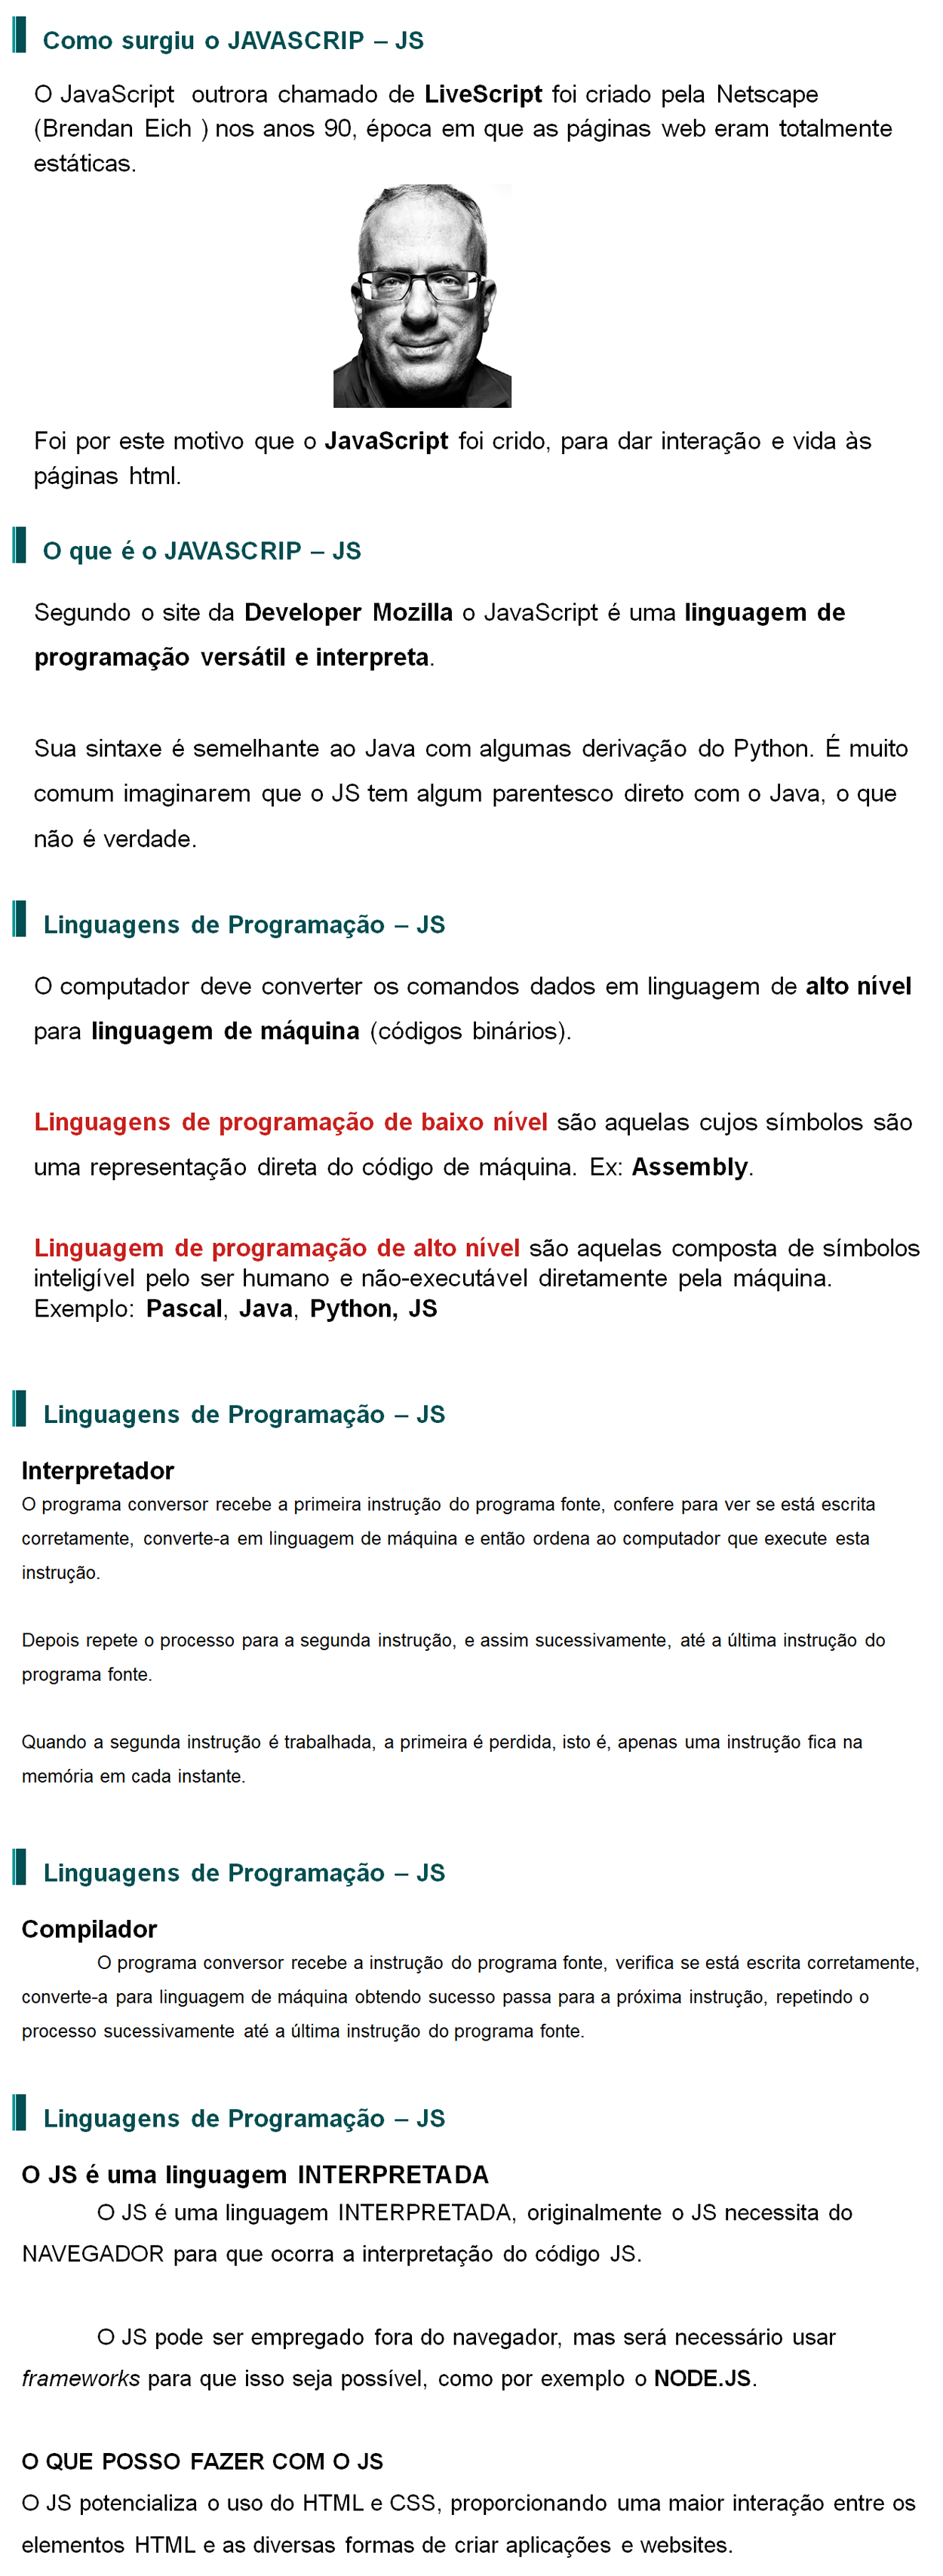 Como surgiu o JAVASCRIP – JS
O JavaScript outrora chamado de LiveScript foi criado pela Netscape
(Brendan Eich ) nos anos 90, época em que as páginas web eram totalmente
estáticas.
Foi por este motivo que o JavaScript foi crido, para dar interação e vida às
páginas html.
O que é o JAVASCRIP – JS
Segundo o site da Developer Mozilla o JavaScript é uma linguagem de
programação versátil e interpreta.
Sua sintaxe é semelhante ao Java com algumas derivação do Python. É muito
comum imaginarem que o JS tem algum parentesco direto com o Java, o que
não é verdade.
Linguagens de Programação – JS
O computador deve converter os comandos dados em linguagem de alto nível
para linguagem de máquina (códigos binários).
Linguagens de programação de baixo nível são aquelas cujos símbolos são
uma representação direta do código de máquina. Ex: Assembly.
Linguagem de programação de alto nível são aquelas composta de símbolos
inteligível pelo ser humano e não-executável diretamente pela máquina.
Exemplo: Pascal, Java, Python, JS
Linguagens de Programação – JS
Interpretador
O programa conversor recebe a primeira instrução do programa fonte, confere para ver se está escrita
corretamente, converte-a em linguagem de máquina e então ordena ao computador que execute esta
instrução.
Depois repete o processo para a segunda instrução, e assim sucessivamente, até a última instrução do
programa fonte.
Quando a segunda instrução é trabalhada, a primeira é perdida, isto é, apenas uma instrução fica na
memória em cada instante.
Linguagens de Programação – JS
Compilador
O programa conversor recebe a instrução do programa fonte, verifica se está escrita corretamente,
converte-a para linguagem de máquina obtendo sucesso passa para a próxima instrução, repetindo o
processo sucessivamente até a última instrução do programa fonte.
Linguagens de Programação – JS
O JS é uma linguagem INTERPRETADA
O JS é uma linguagem INTERPRETADA, originalmente o JS necessita do
NAVEGADOR para que ocorra a interpretação do código JS.
O JS pode ser empregado fora do navegador, mas será necessário usar
frameworks para que isso seja possível, como por exemplo o NODE.JS.
O QUE POSSO FAZER COM O JS
O JS potencializa o uso do HTML e CSS, proporcionando uma maior interação entre os
elementos HTML e as diversas formas de criar aplicações e websites.